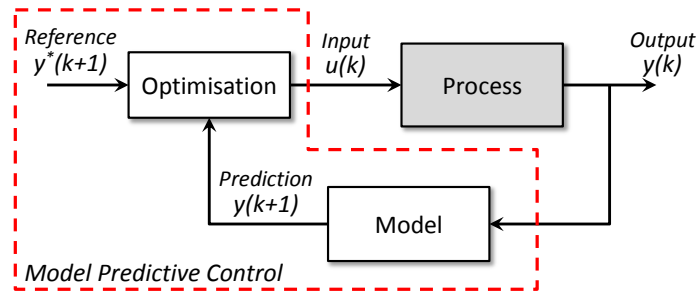 Reference
y*(k+1)
Optimisation
Input
u(k)
Process
Output
y(k)
Prediction
y(k+1)
Model
Model Predictive Control